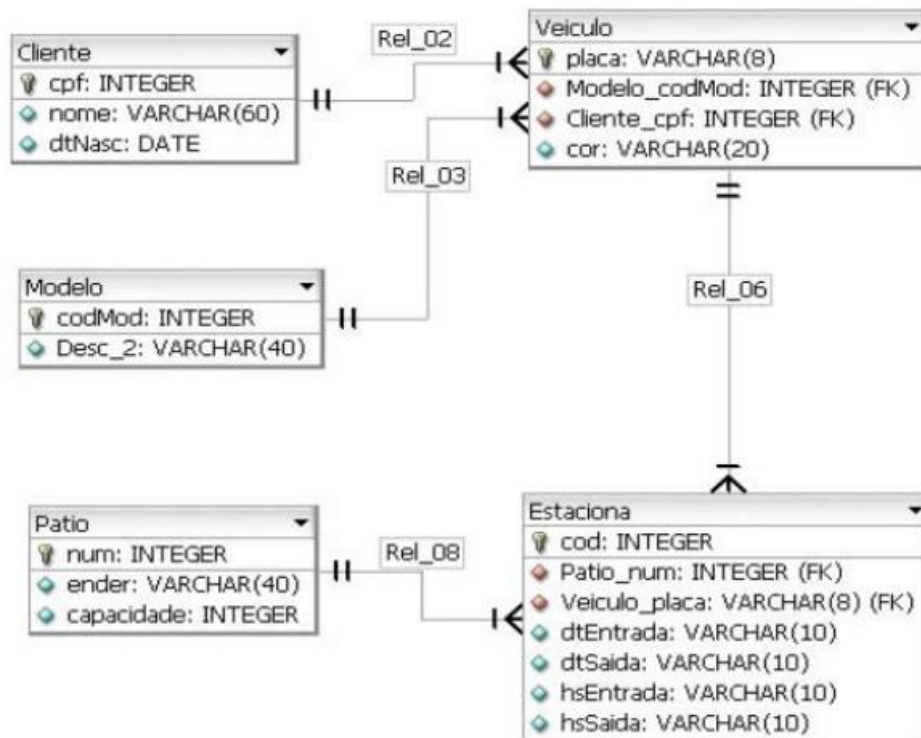 Cliente
cpf: INTEGER
nome: VARCHAR(60)
dtNasc: DATE
Rel_02
Veiculo
placa: VARCHAR(8)
Modelo_codMod: INTEGER (FK)
Cliente_cpf: INTEGER (FK)
cor: VARCHAR(20)
Rel_03
Modelo
codMod: INTEGER
Desc_2: VARCHAR(40)
Rel_06
Patio
num: INTEGER
ender: VARCHAR(40)
capacidade: INTEGER
Rel_08
Estaciona
cod: INTEGER
Patio_num: INTEGER (FK)
Veiculo_placa: VARCHAR(8) (FK)
dtEntrada: VARCHAR(10)
dtSaida: VARCHAR(10)
hsEntrada: VARCHAR(10)
hsSaida: VARCHAR(10)